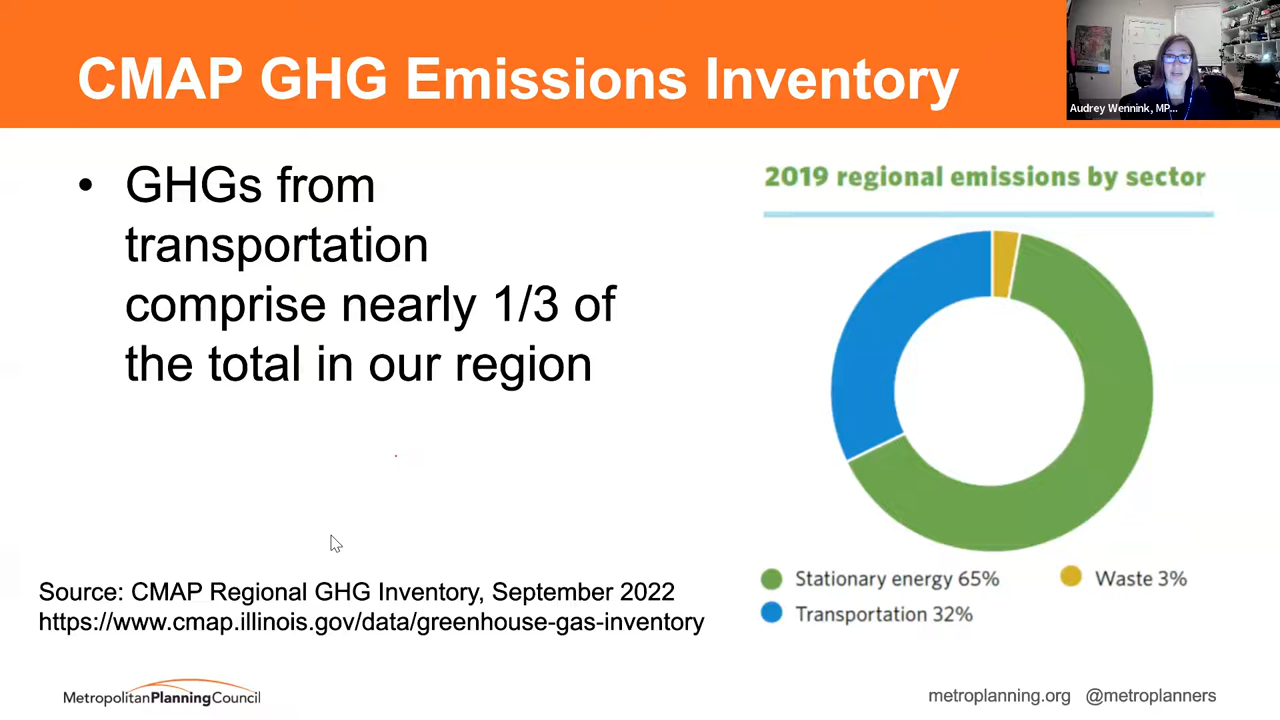 CMAP GHG Emissions Inventory
Audrey Wennink, MP...
• GHGs from
transportation
comprise nearly 1/3 of
the total in our region
2019 regional emissions by sector
Stationary energy 65%
Waste 3%
Transportation 32%
Source: CMAP Regional GHG Inventory, September 2022
https://www.cmap.illinois.gov/data/greenhouse-gas-inventory
MetropolitanPlanningCouncil
metroplanning.org @metroplanners